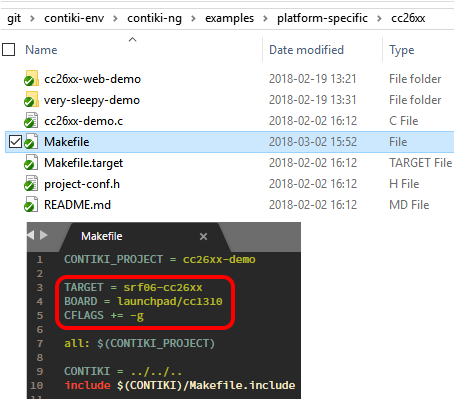 git > contiki-env > contiki-ng > examples > platform-specific > cc26xx
Name Date modified Type
cc26xx-web-demo 2018-02-19 13:21 File folder
very-sleepy-demo 2018-02-19 13:31 File folder
cc26xx-demo.c 2018-02-02 16:12 C File
Makefile 2018-03-02 15:52 File
Makefile.target 2018-02-02 16:12 TARGET File
project-conf.h 2018-02-02 16:12 H File
README.md 2018-02-02 16:12 MD File
Makefile ×
1 CONTIKI_PROJECT = cc26xx-demo
2
3 TARGET = srf06-cc26xx
4 BOARD = launchpad/cc1310
5 CFLAGS += -g
6
7 all: $(CONTIKI_PROJECT)
8
9 CONTIKI = ../../..
10 include $(CONTIKI)/Makefile.include
11